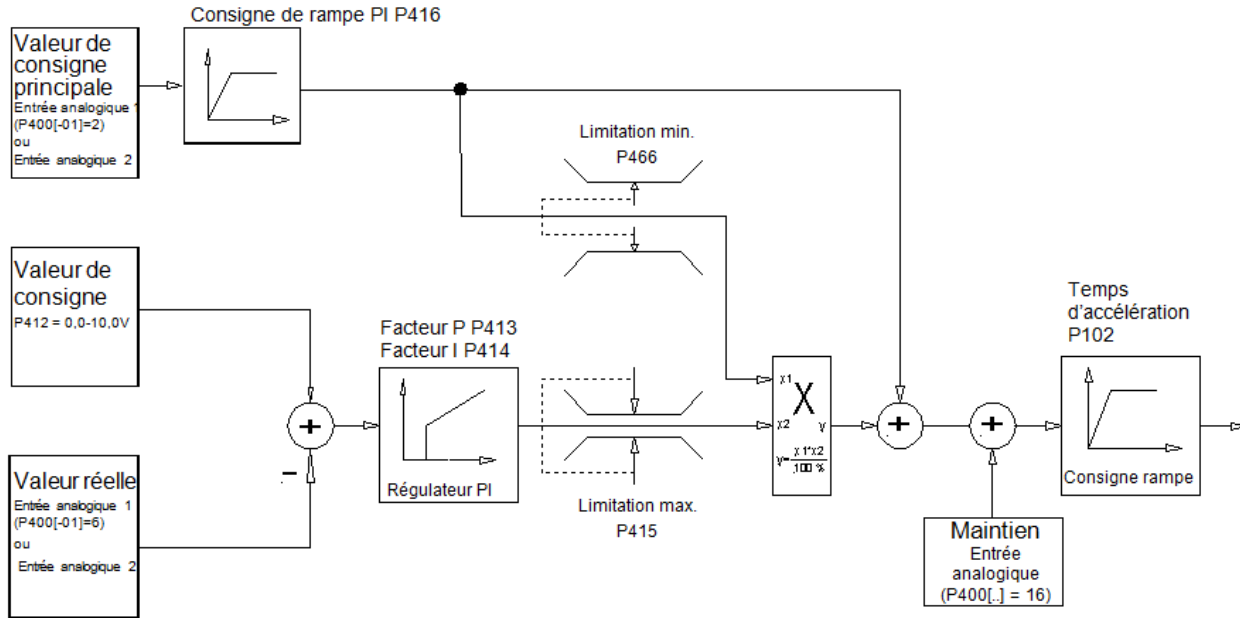 Consigne de rampe PI P416
Valeur de
consigne
principale
Entrée analogique 1
(P400[-01]=2)
ou
Entrée analogique 2
Limitation min.
P466
Valeur de
consigne
P412 = 0,0-10,0V
Facteur P P413
Facteur I P414
Régulateur PI
Temps
d'accélération
P102
Consigne rampe
x1
X
x2
y
y=x1*x2
100 %
+
+
+
–
Valeur réelle
Entrée analogique 1
(P400[-01]=6)
ou
Entrée analogique 2
Limitation max.
P415
Maintien
Entrée
analogique
(P400[..] = 16)